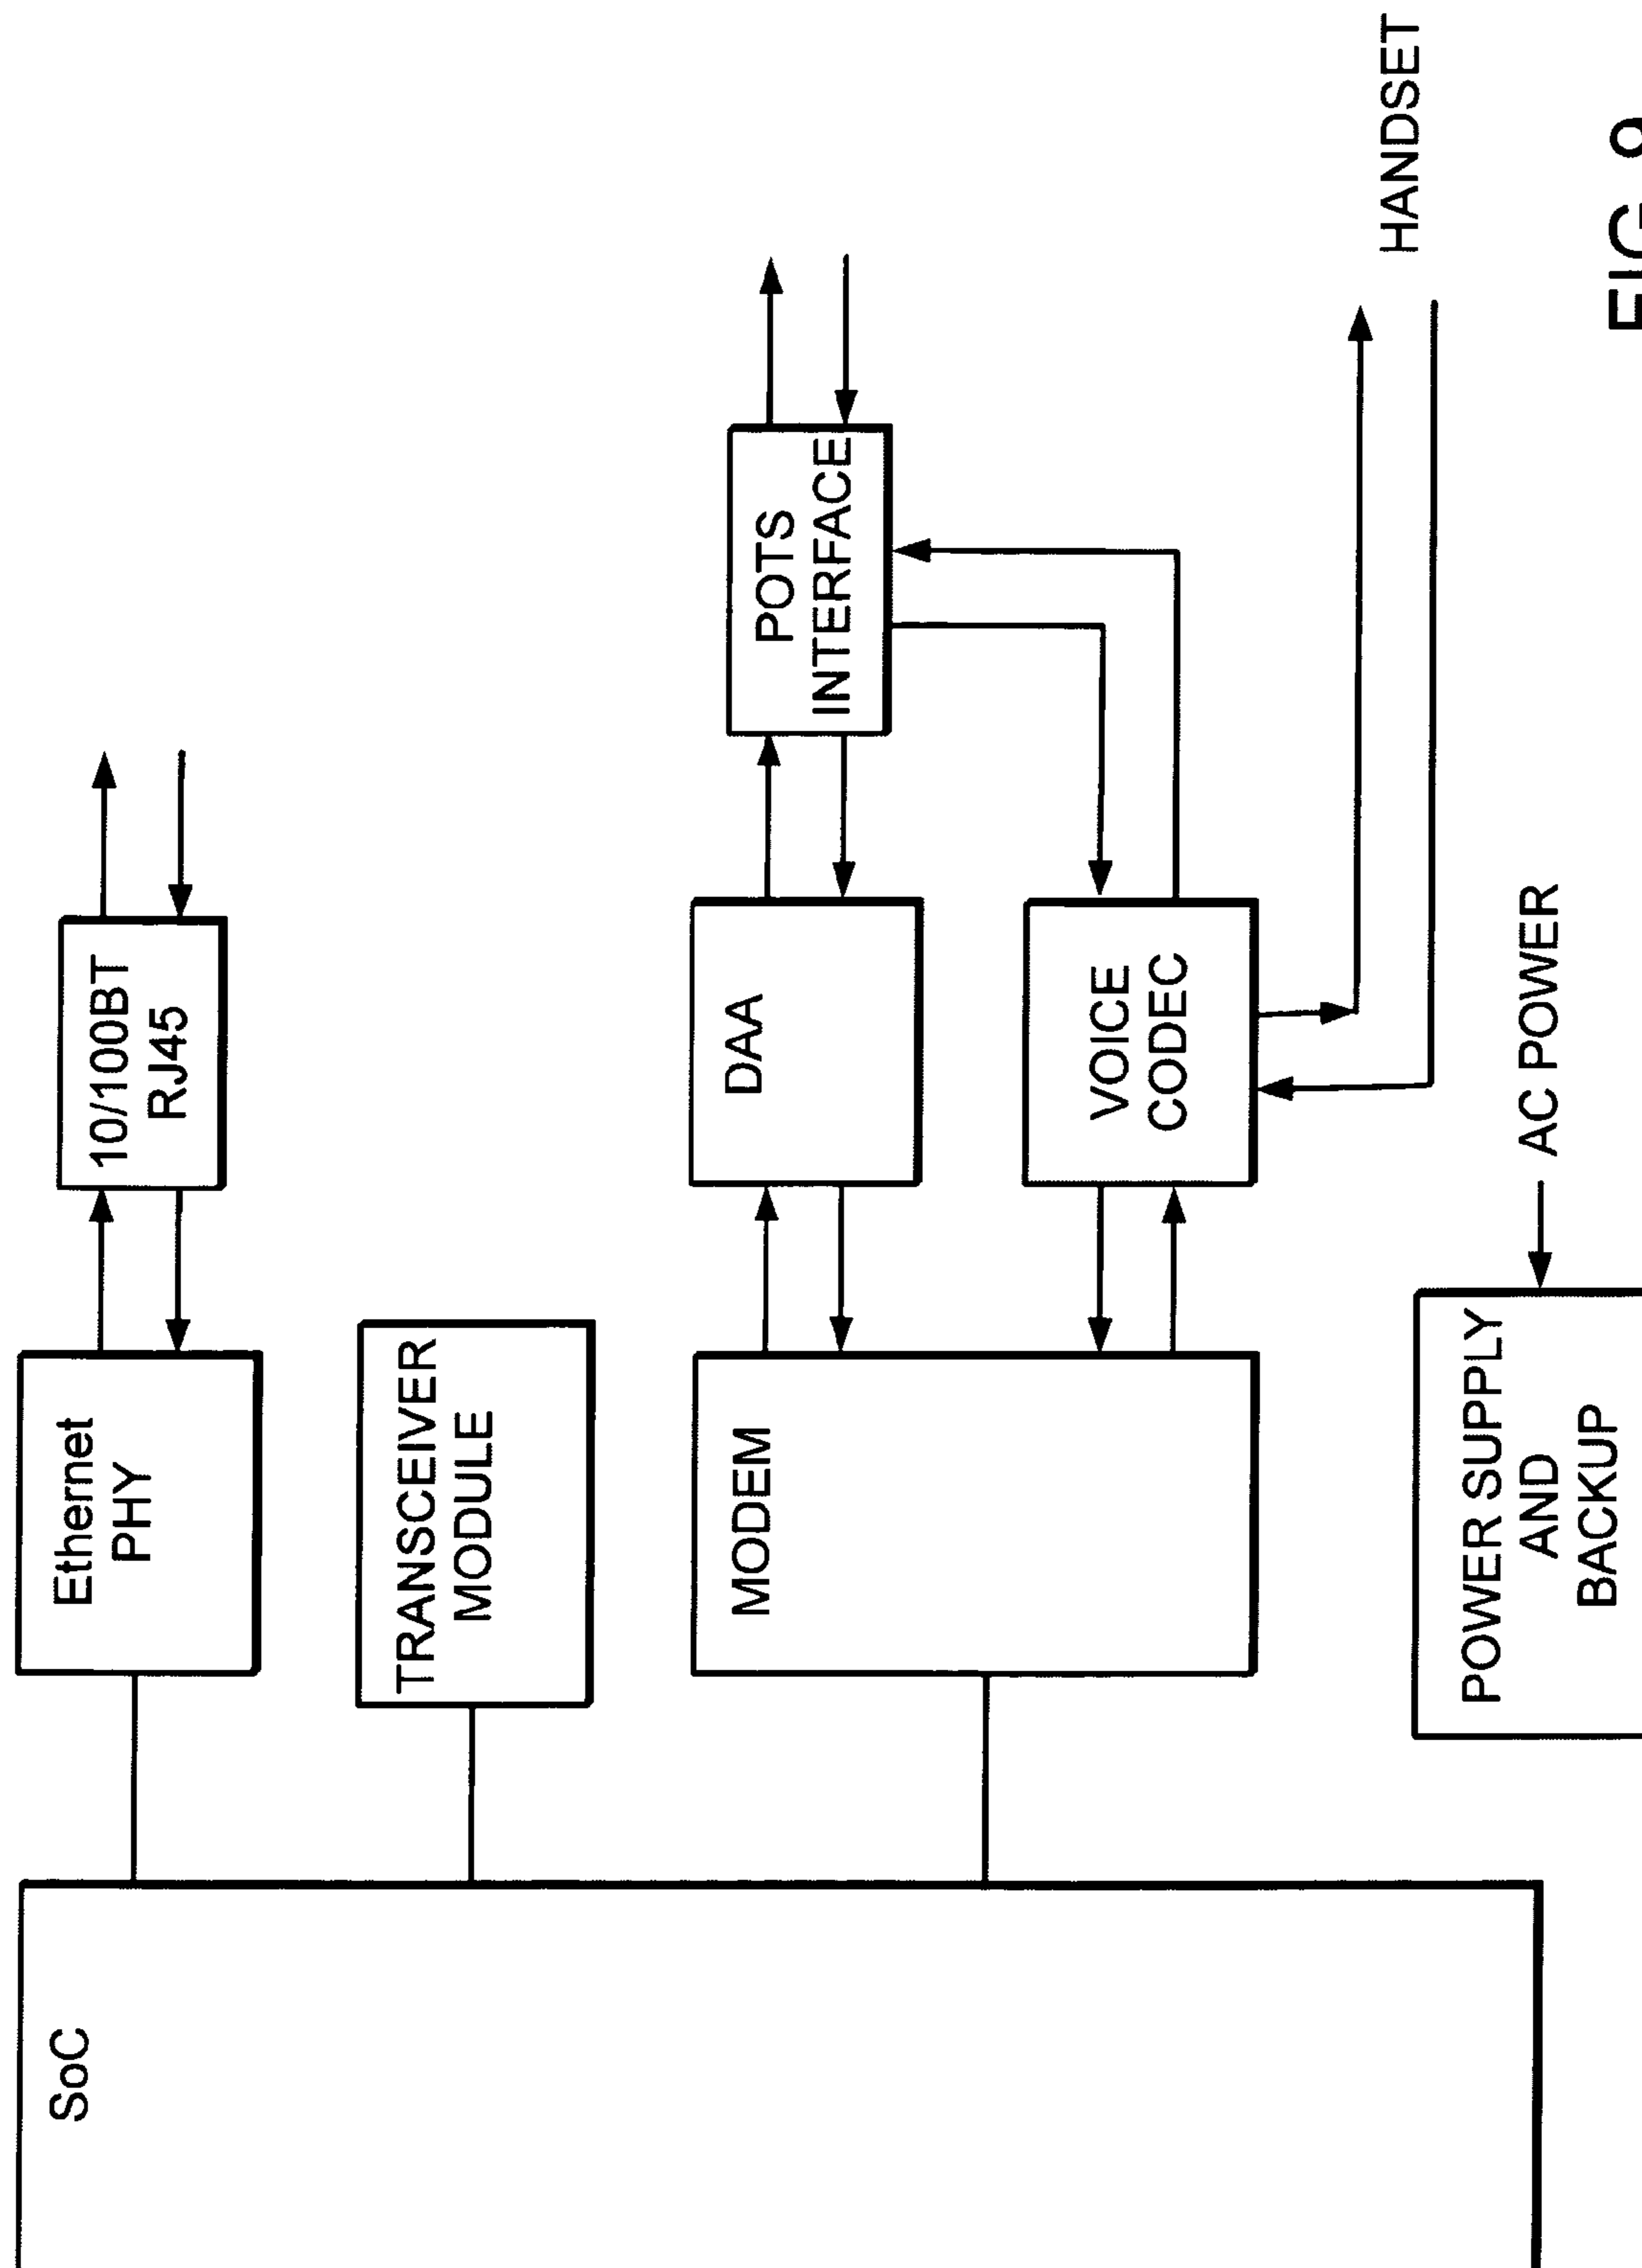 SoC
Ethernet
PHY
10/100BT
RJ45
TRANSCEIVER
MODULE
MODEM
DAA
POTS
INTERFACE
VOICE
CODEC
HANDSET
POWER SUPPLY
AND
BACKUP
AC POWER
FIG